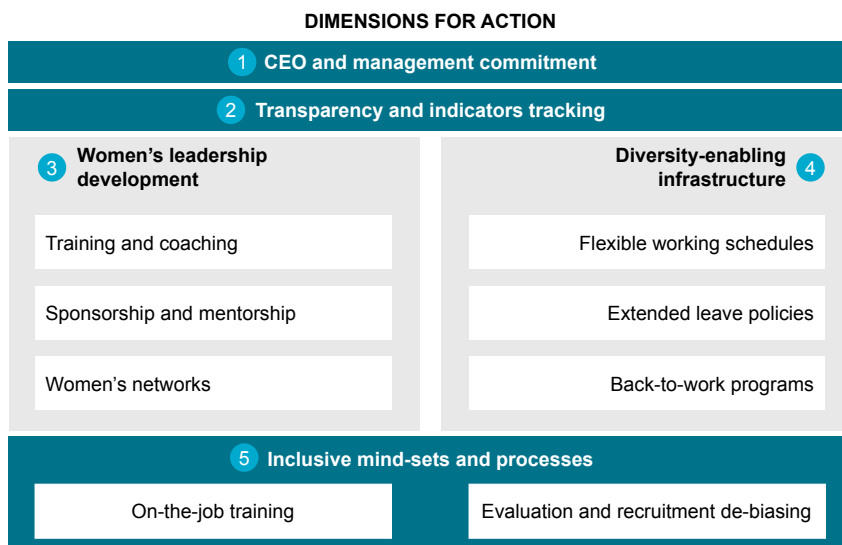 DIMENSIONS FOR ACTION
1 CEO and management commitment
2 Transparency and indicators tracking
3 Women’s leadership
development
Training and coaching
Sponsorship and mentorship
Women’s networks
Diversity-enabling
infrastructure 4
Flexible working schedules
Extended leave policies
Back-to-work programs
5 Inclusive mind-sets and processes
On-the-job training
Evaluation and recruitment de-biasing